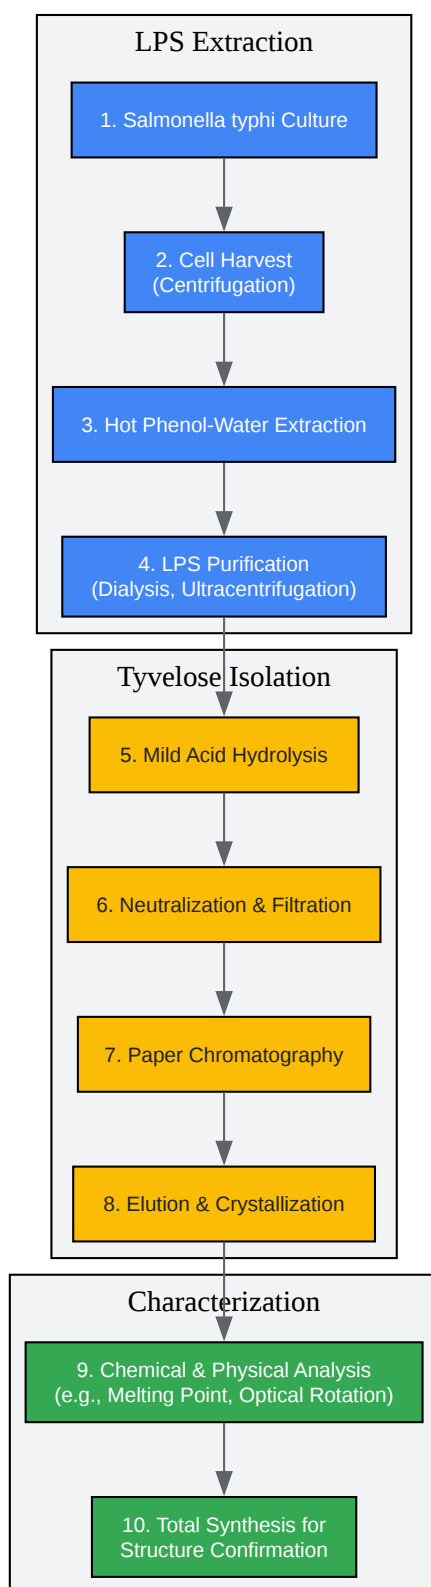 LPS Extraction
1. Salmonella typhi Culture
2. Cell Harvest
(Centrifugation)
3. Hot Phenol-Water Extraction
4. LPS Purification
(Dialysis, Ultracentrifugation)
Tyvelose Isolation
5. Mild Acid Hydrolysis
6. Neutralization & Filtration
7. Paper Chromatography
8. Elution & Crystallization
Characterization
9. Chemical & Physical Analysis
(e.g., Melting Point, Optical Rotation)
10. Total Synthesis for
Structure Confirmation